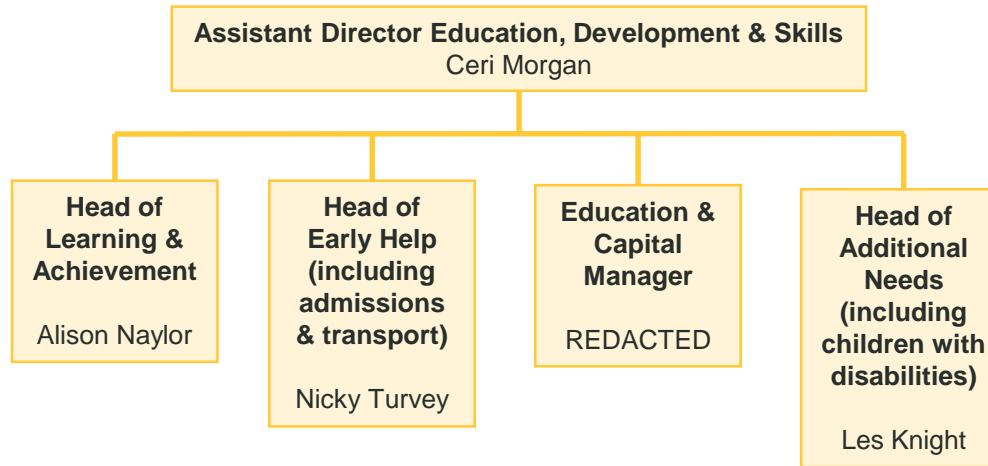 Assistant Director Education, Development & Skills
Ceri Morgan
Head of
Learning &
Achievement
Alison Naylor
Head of
Early Help
(including
admissions
& transport)
Nicky Turvey
Education &
Capital
Manager
REDACTED
Head of
Additional
Needs
(including
children with
disabilities)
Les Knight